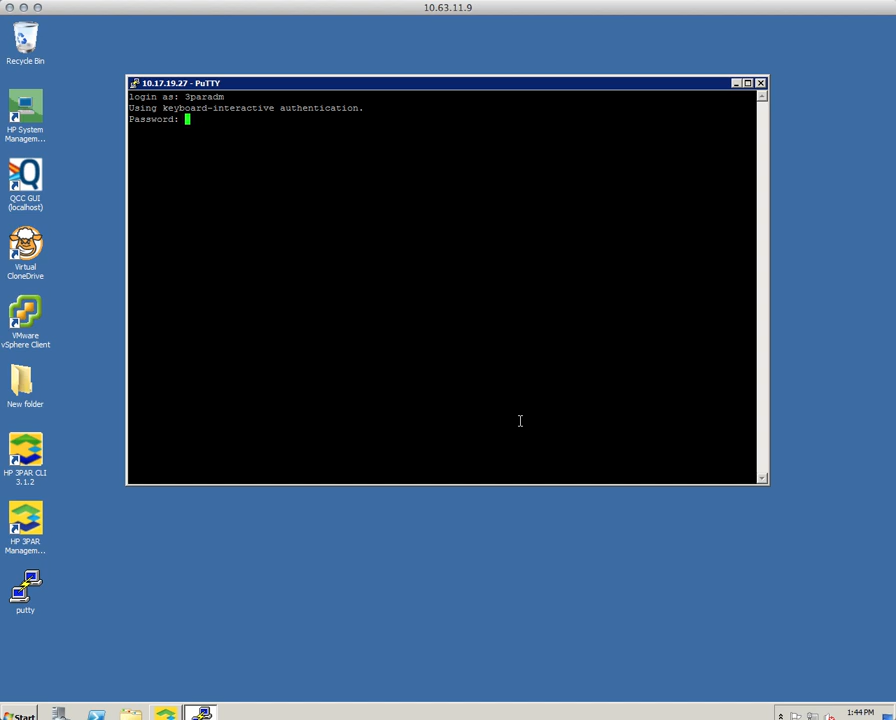 10.63.11.9
Recycle Bin
HP System
Managem...
QCC GUI
(localhost)
Virtual
CloneDrive
VMware
vSphere Client
New folder
HP 3PAR CLI
3.1.2
HP 3PAR
Managem...
putty
10.17.19.27 - PuTTY
login as: 3paradm
Using keyboard-interactive authentication.
Password:
Start
1:44 PM